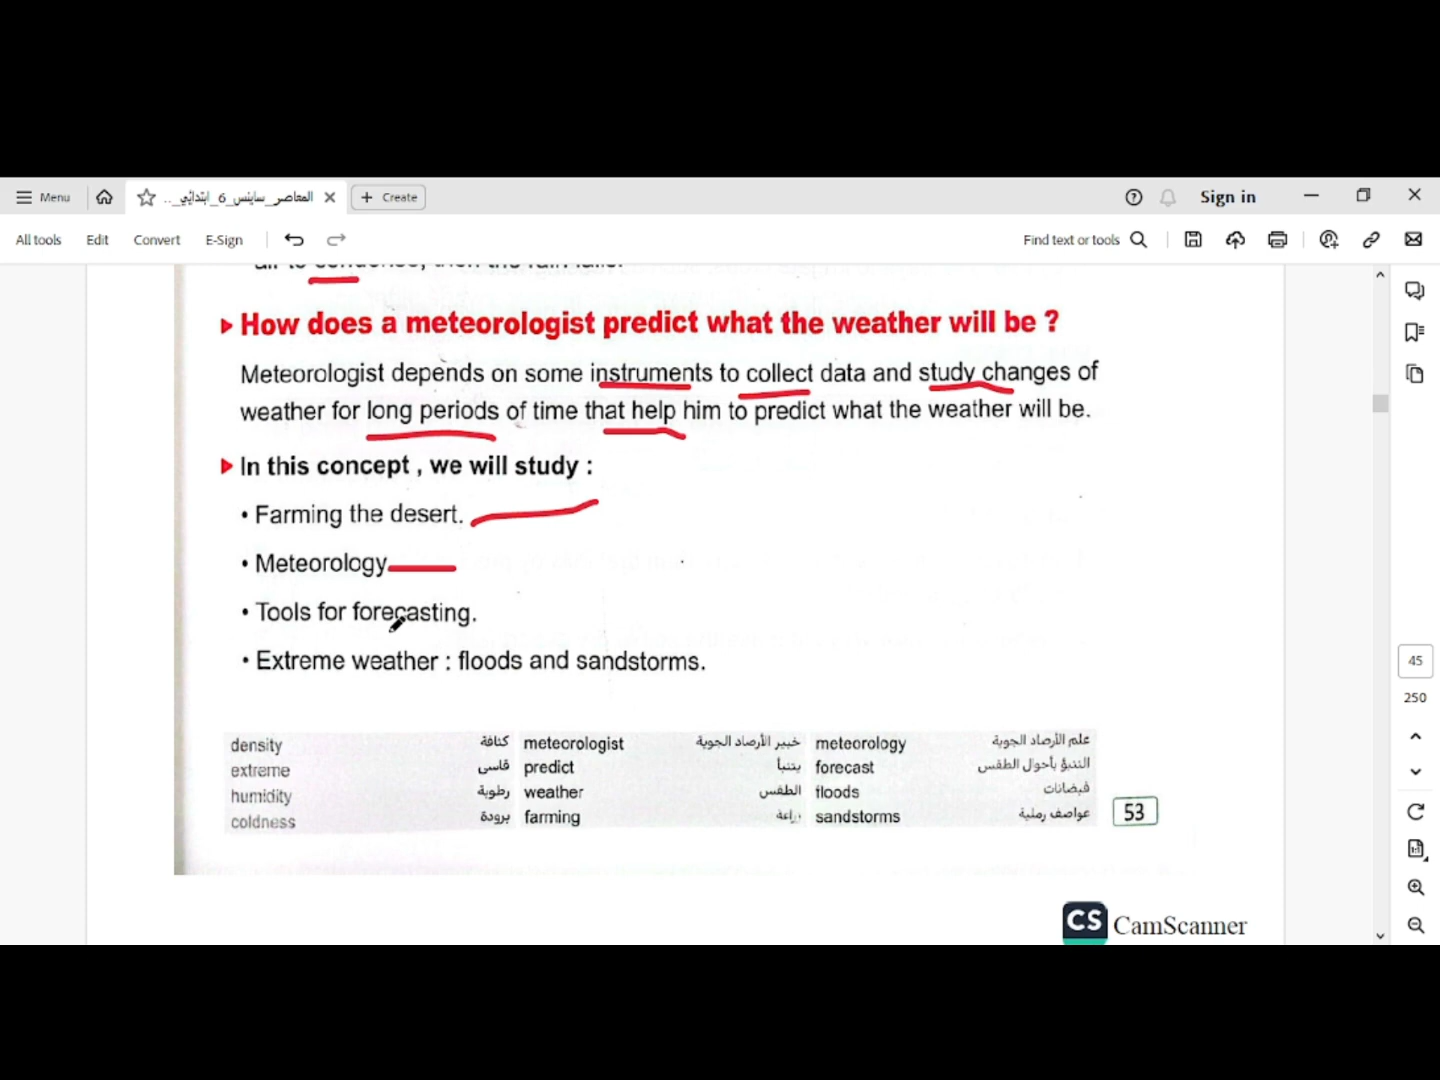 Menu
المعاصر_ساينس_6_ابتدائي_..
Create
Sign in
All tools Edit Convert E-Sign
Find text or tools
How does a meteorologist predict what the weather will be ?
Meteorologist depends on some instruments to collect data and study changes of
weather for long periods of time that help him to predict what the weather will be.
In this concept , we will study :
• Farming the desert.
• Meteorology
• Tools for forecasting.
• Extreme weather : floods and sandstorms.
density كثافة meteorologist خبير الأرصاد الجوية meteorology علم الأرصاد الجوية
extreme قاسى predict يتنبأ forecast التنبؤ بأحوال الطقس
humidity رطوبة weather الطقس floods فيضانات
coldness برودة farming زراعة sandstorms عواصف رملية
53
45
250
CS CamScanner